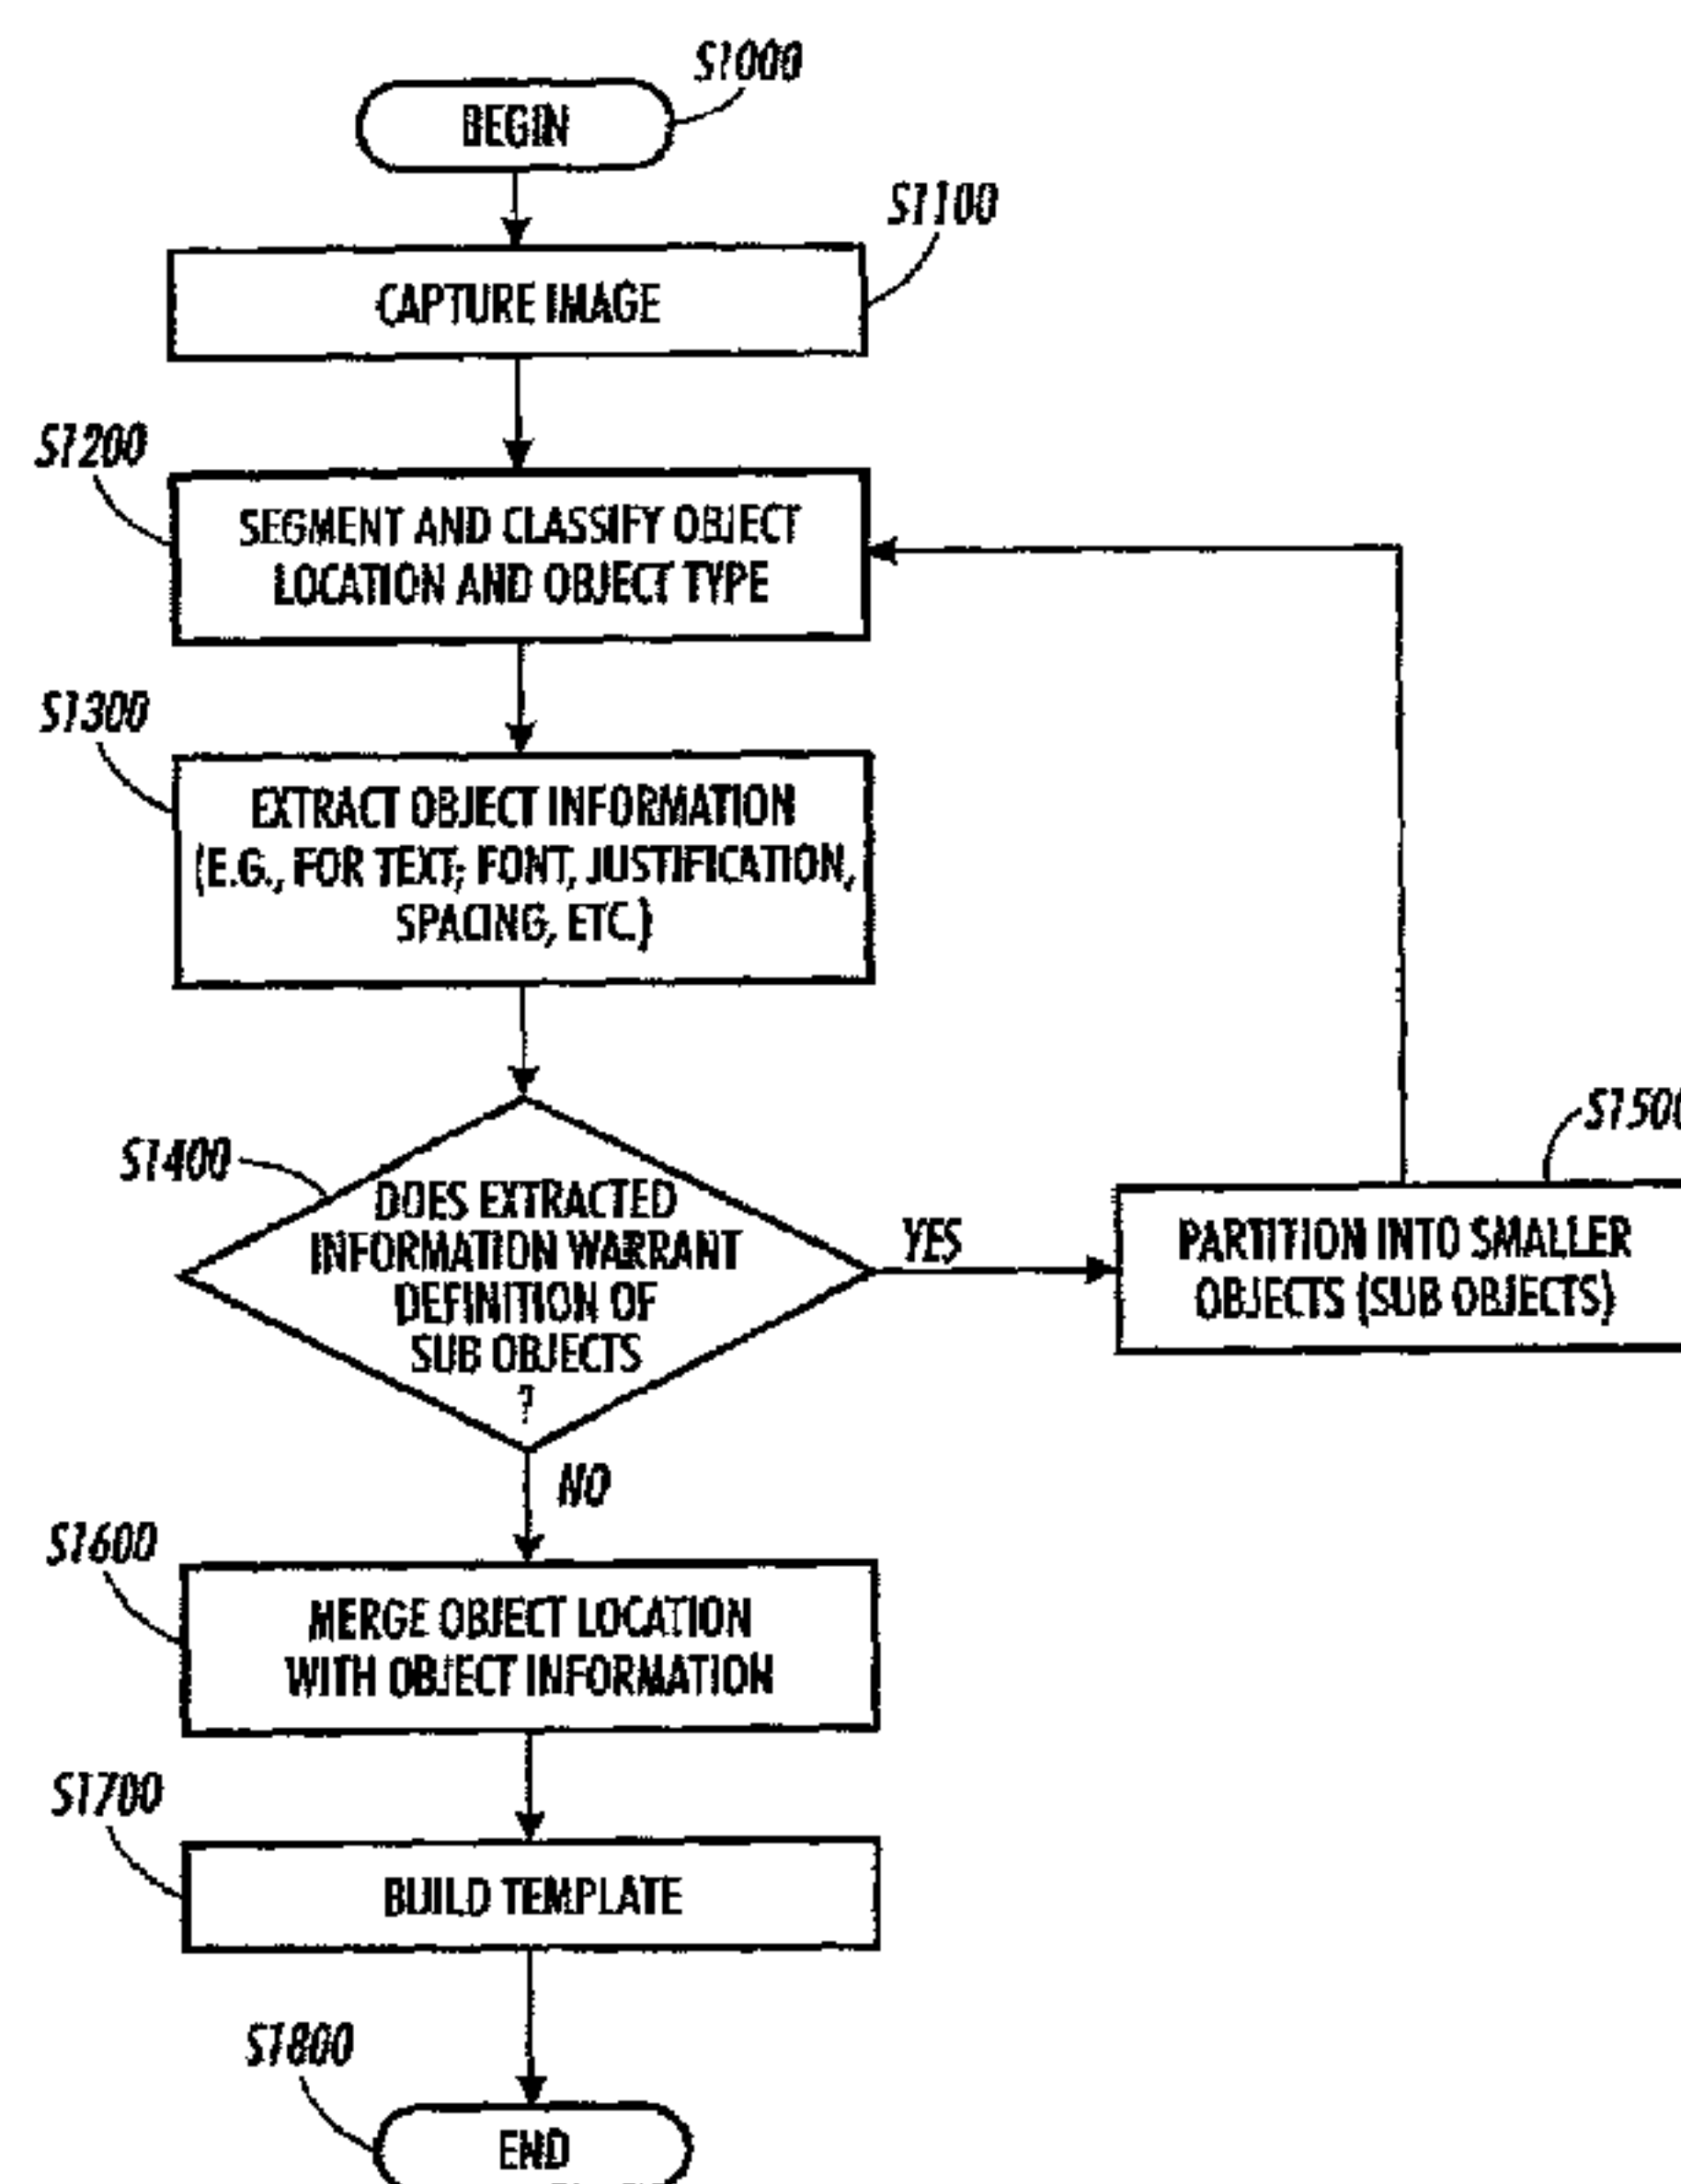 S1000
BEGIN
S1100
CAPTURE IMAGE
S1200
SEGMENT AND CLASSIFY OBJECT
LOCATION AND OBJECT TYPE
S1300
EXTRACT OBJECT INFORMATION
(E.G., FOR TEXT; FONT, JUSTIFICATION,
SPACING, ETC.)
S1400
DOES EXTRACTED
INFORMATION WARRANT
DEFINITION OF
SUB OBJECTS
?
YES
S1500
PARTITION INTO SMALLER
OBJECTS (SUB OBJECTS)
NO
S1600
MERGE OBJECT LOCATION
WITH OBJECT INFORMATION
S1700
BUILD TEMPLATE
S1800
END